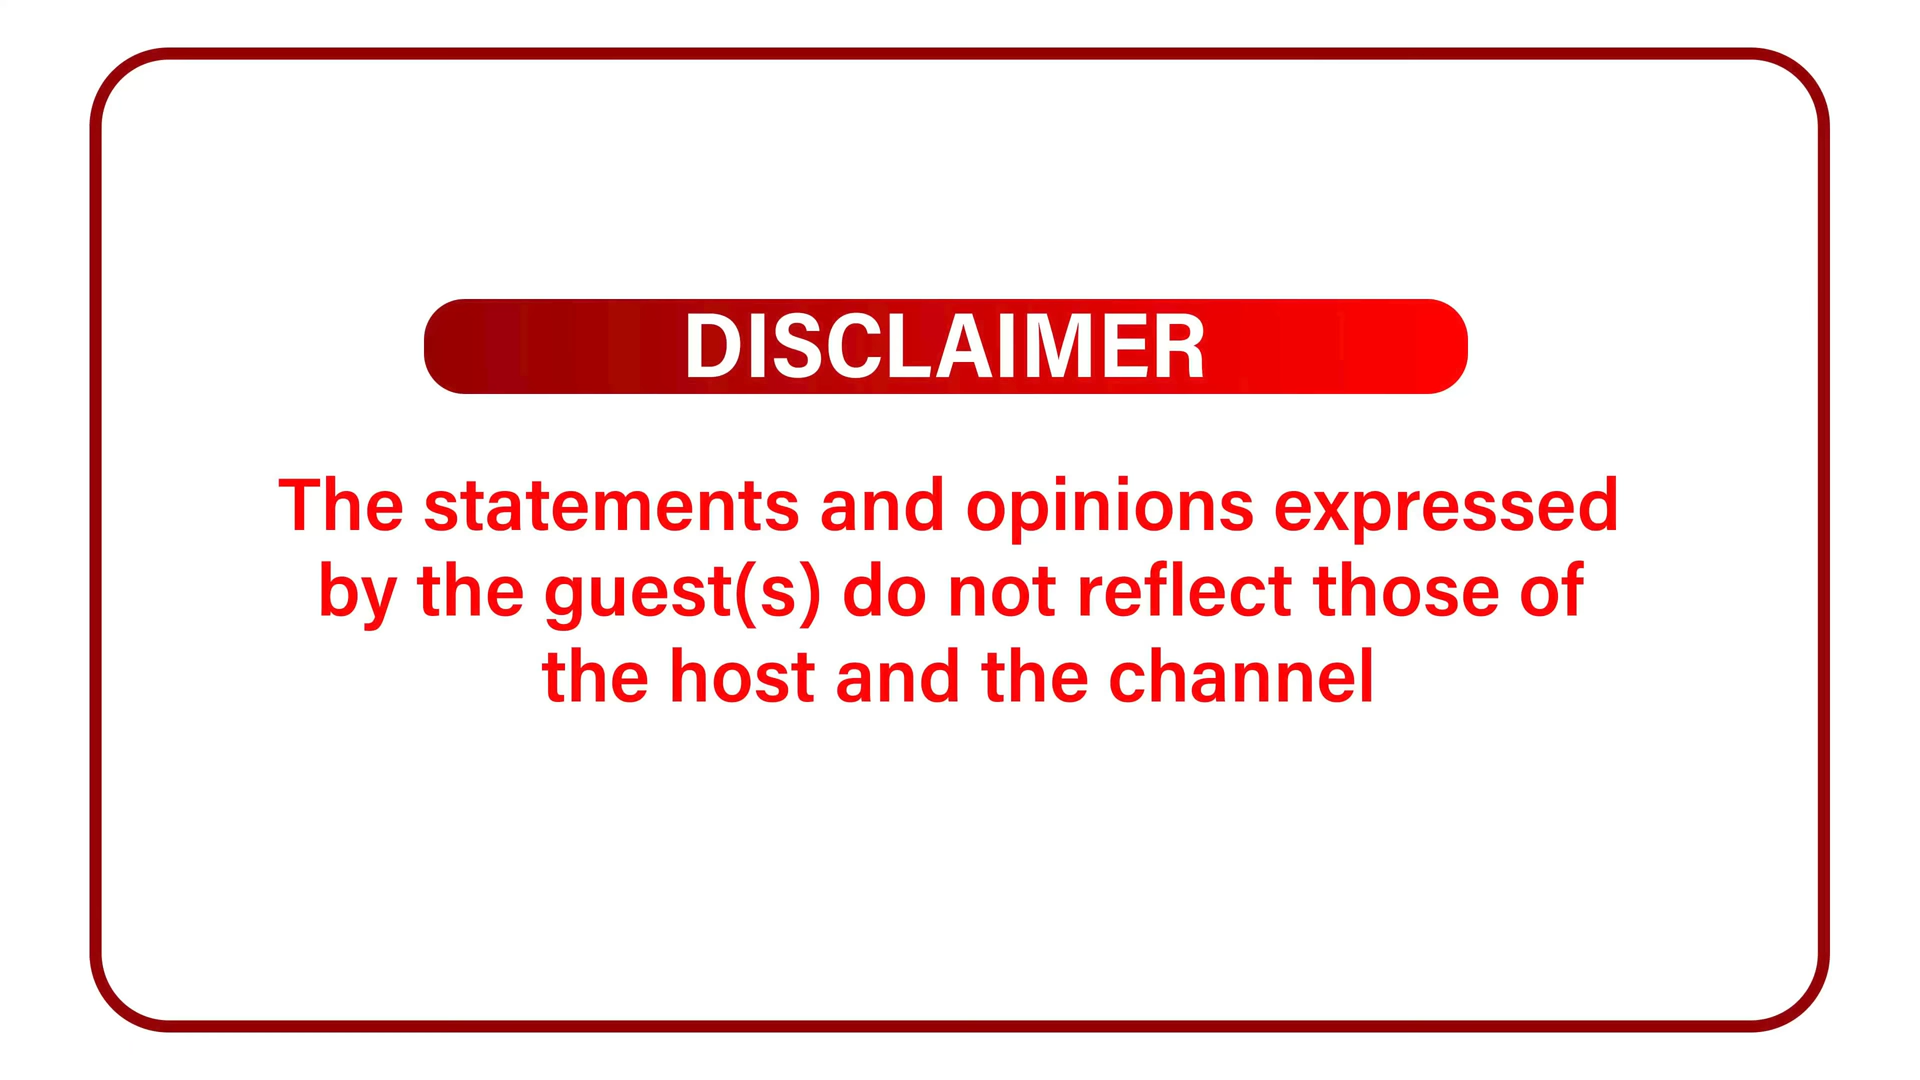 DISCLAIMER
The statements and opinions expressed
by the guest(s) do not reflect those of
the host and the channel